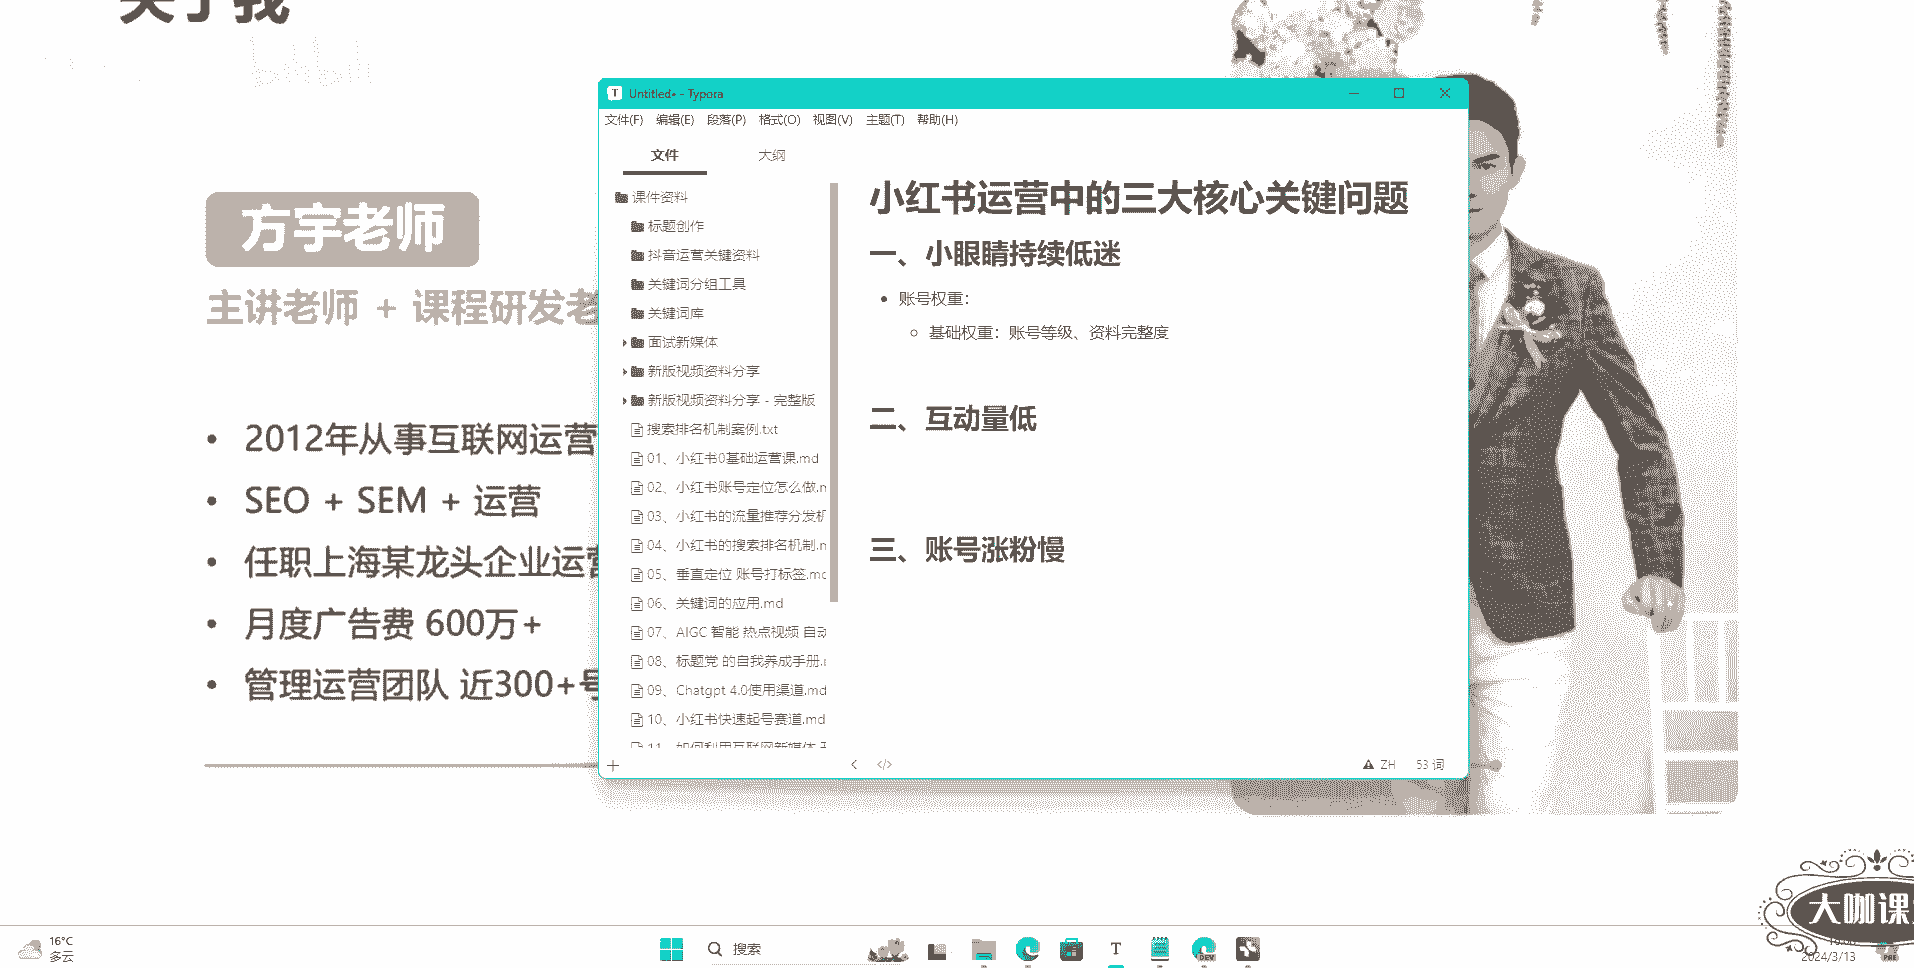 关于我
bilibili
方宇老师
主讲老师 + 课程研发老
2012年从事互联网运营
SEO + SEM + 运营
任职上海某龙头企业运营
月度广告费 600万+
管理运营团队 近300+号
Untitled• - Typora
文件(F) 编辑(E) 段落(P) 格式(O) 视图(V) 主题(T) 帮助(H)
文件 大纲
课件资料
标题创作
抖音运营关键资料
关键词分组工具
关键词库
面试新媒体
新版视频资料分享
新版视频资料分享 - 完整版
搜索排名机制案例.txt
01、小红书0基础运营课.md
02、小红书账号定位怎么做.m
03、小红书的流量推荐分发机
04、小红书的搜索排名机制.m
05、垂直定位 账号打标签.md
06、关键词的应用.md
07、AIGC 智能 热点视频 自动
08、标题党 的自我养成手册.
09、Chatgpt 4.0使用渠道.md
10、小红书快速起号赛道.md
11、如何利用互联网新媒体
小红书运营中的三大核心关键问题
一、小眼睛持续低迷
账号权重：
基础权重：账号等级、资料完整度
二、互动量低
三、账号涨粉慢
ZH 53 词
大咖课
16°C
多云
搜索
DEV
2024/3/13
PRE